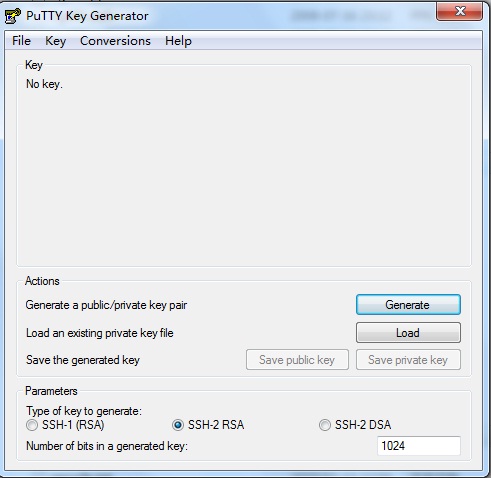 PuTTY Key Generator
File Key Conversions Help
Key
No key.
Actions
Generate a public/private key pair
Generate
Load an existing private key file
Load
Save the generated key
Save public key
Save private key
Parameters
Type of key to generate:
SSH-1 (RSA) SSH-2 RSA SSH-2 DSA
Number of bits in a generated key: 1024